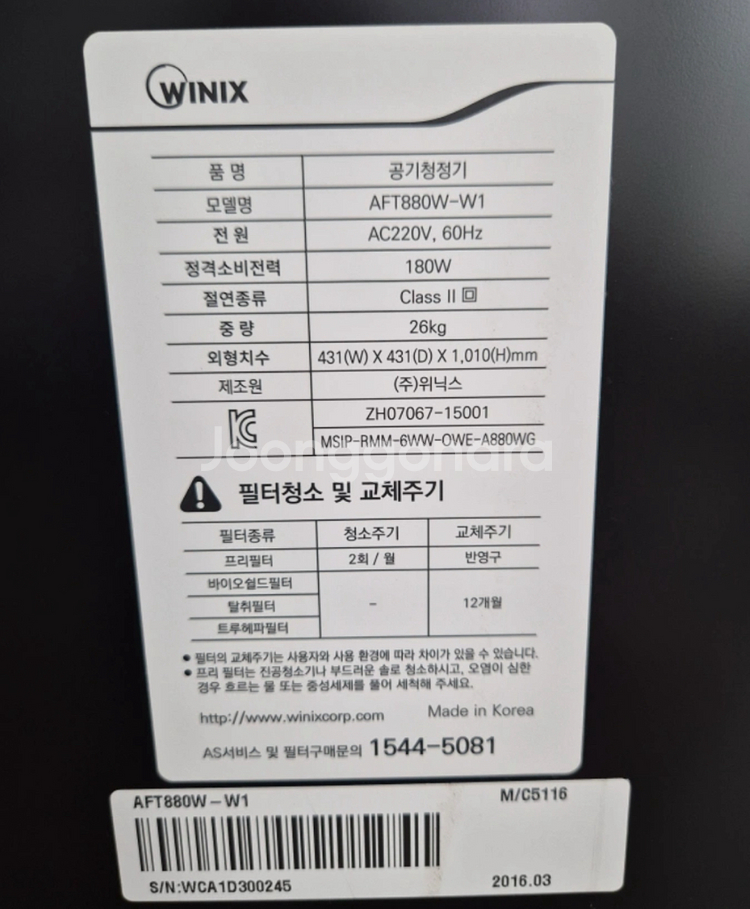 WINIX
품 명 공기청정기
모델명 AFT880W-W1
전 원 AC220V, 60Hz
정격소비전력 180W
절연종류 Class II
중 량 26kg
외형치수 431(W) X 431(D) X 1,010(H)mm
제조원 (주)위닉스
ZH07067-15001
MSIP-RMM-6WW-OWE-A880WG
Joonggonara
필터청소 및 교체주기
필터종류 청소주기 교체주기
프리필터 2회 / 월 반영구
바이오쉴드필터
탈취필터 - 12개월
트루헤파필터
• 필터의 교체주기는 사용자와 사용 환경에 따라 차이가 있을 수 있습니다.
• 프리 필터는 진공청소기나 부드러운 솔로 청소하시고, 오염이 심한
경우 흐르는 물 또는 중성세제를 풀어 세척해 주세요.
http://www.winixcorp.com Made in Korea
AS서비스 및 필터구매문의 1544-5081
AFT880W-W1 M/C5116
S/N:WCA1D300245 2016.03